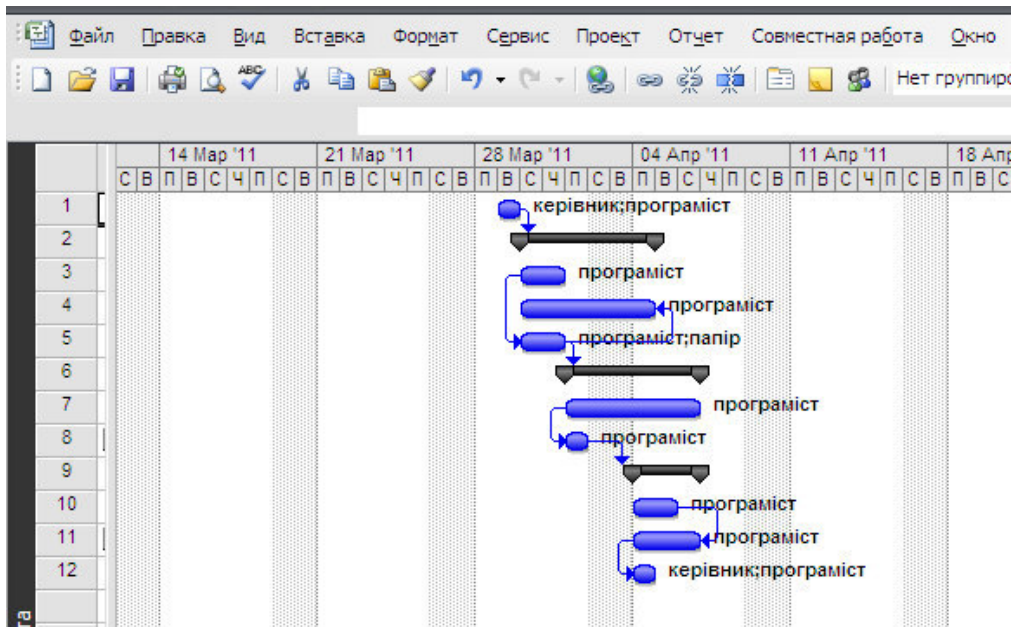 Файл Правка Вид Вставка Формат Сервис Проект Отчет Совместная работа Окно
ABC Нет группиро
14 Мар '11 21 Мар '11 28 Мар '11 04 Апр '11 11 Апр '11 18 Апр
С В П В С Ч П С В П В С Ч П С В П В С Ч П С В П В С Ч П С В П В С Ч П С В П В С
1 керівник;програміст
2
3 програміст
4 програміст
5 програміст;папір
6
7 програміст
8 програміст
9
10 програміст
11 програміст
12 керівник;програміст
та